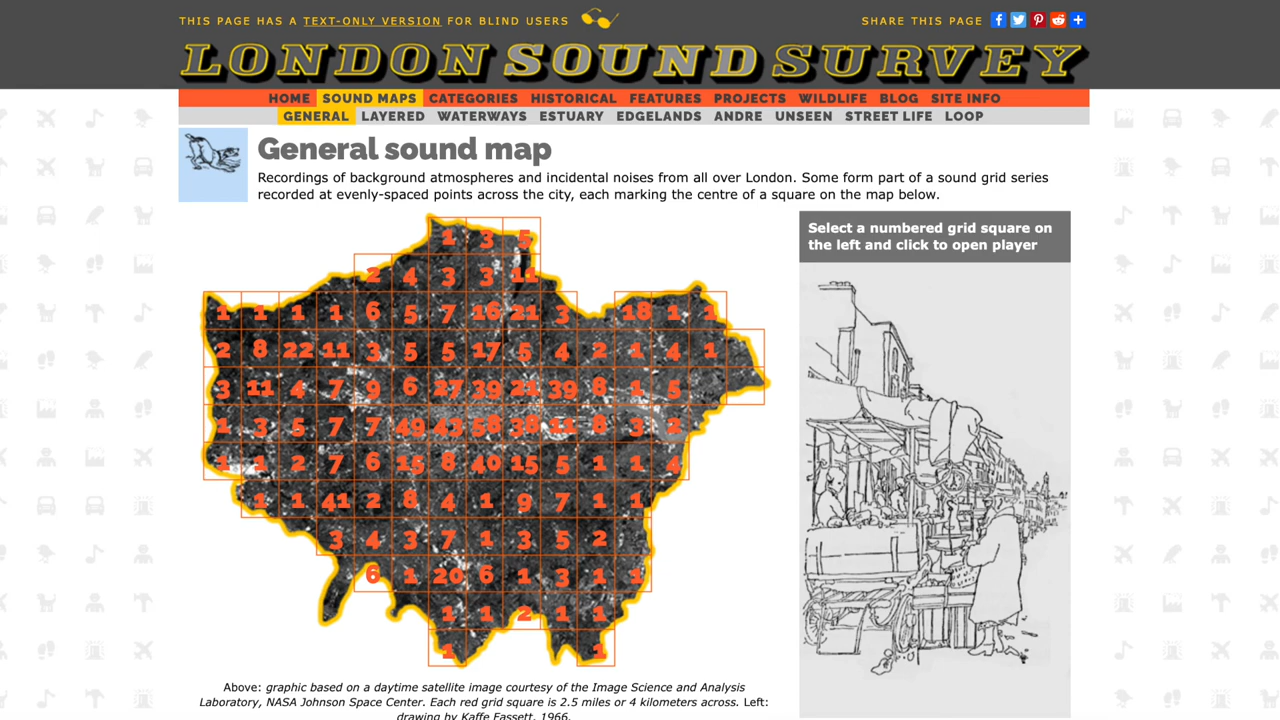 THIS PAGE HAS A TEXT-ONLY VERSION FOR BLIND USERS
SHARE THIS PAGE
LONDON SOUND SURVEY
HOME SOUND MAPS CATEGORIES HISTORICAL FEATURES PROJECTS WILDLIFE BLOG SITE INFO
GENERAL LAYERED WATERWAYS ESTUARY EDGELANDS ANDRE UNSEEN STREET LIFE LOOP
General sound map
Recordings of background atmospheres and incidental noises from all over London. Some form part of a sound grid series
recorded at evenly-spaced points across the city, each marking the centre of a square on the map below.
Select a numbered grid square on
the left and click to open player
1 3 5
2 4 3 3 11
1 1 1 1 6 5 7 16 21 3 18 1 1
2 8 22 11 3 5 5 17 5 4 2 1 4 1
3 11 4 7 9 6 27 39 21 39 8 1 5
1 3 5 7 7 49 43 58 38 11 8 3 2
1 1 2 7 6 15 8 40 15 5 1 1 4
1 1 41 2 8 4 1 9 7 1 1
3 4 3 7 1 3 5 2
6 1 20 6 1 3 1 1
1 1 2 1 1
1 1
Above: graphic based on a daytime satellite image courtesy of the Image Science and Analysis
Laboratory, NASA Johnson Space Center. Each red grid square is 2.5 miles or 4 kilometers across. Left:
drawing by Kaffe Fassett, 1966.